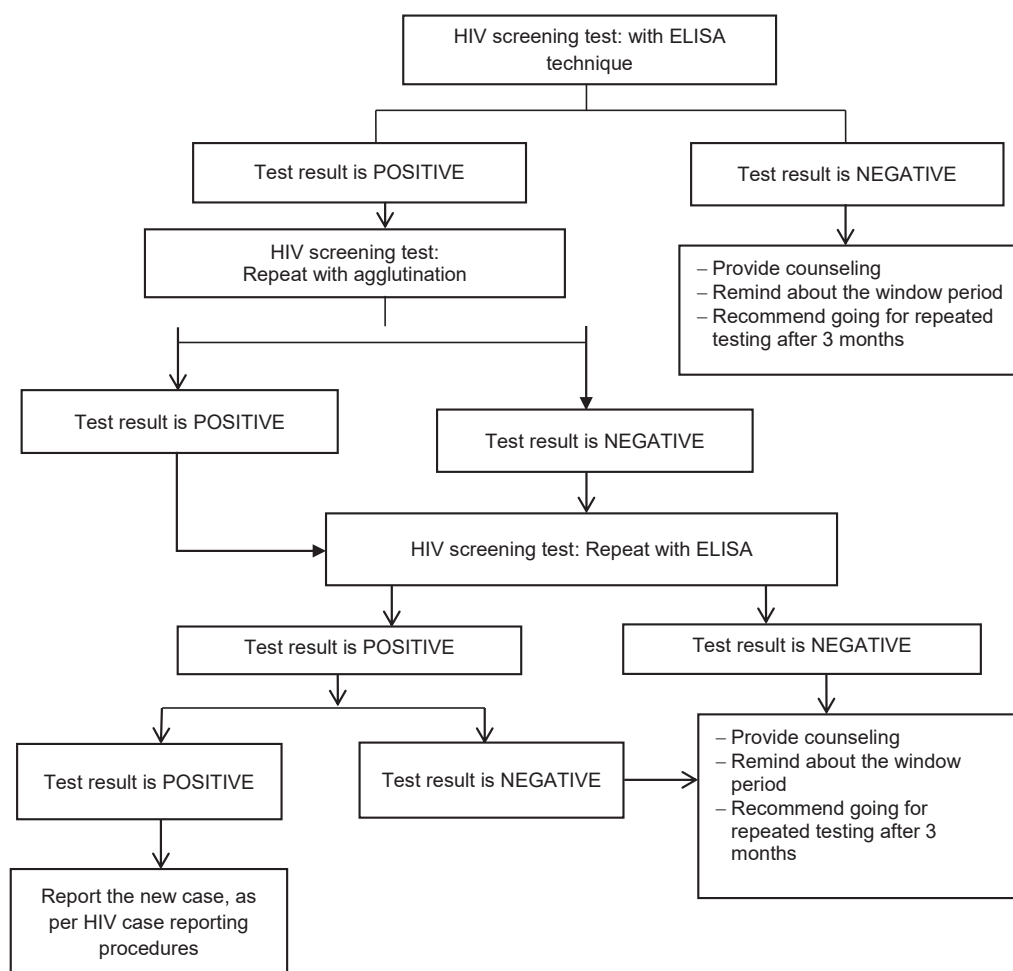 HIV screening test: with ELISA
technique
Test result is POSITIVE
Test result is NEGATIVE
HIV screening test:
Repeat with agglutination
– Provide counseling
– Remind about the window period
– Recommend going for repeated
testing after 3 months
Test result is POSITIVE
Test result is NEGATIVE
HIV screening test: Repeat with ELISA
Test result is POSITIVE
Test result is NEGATIVE
Test result is POSITIVE
Test result is NEGATIVE
– Provide counseling
– Remind about the window
period
– Recommend going for
repeated testing after 3
months
Report the new case, as
per HIV case reporting
procedures